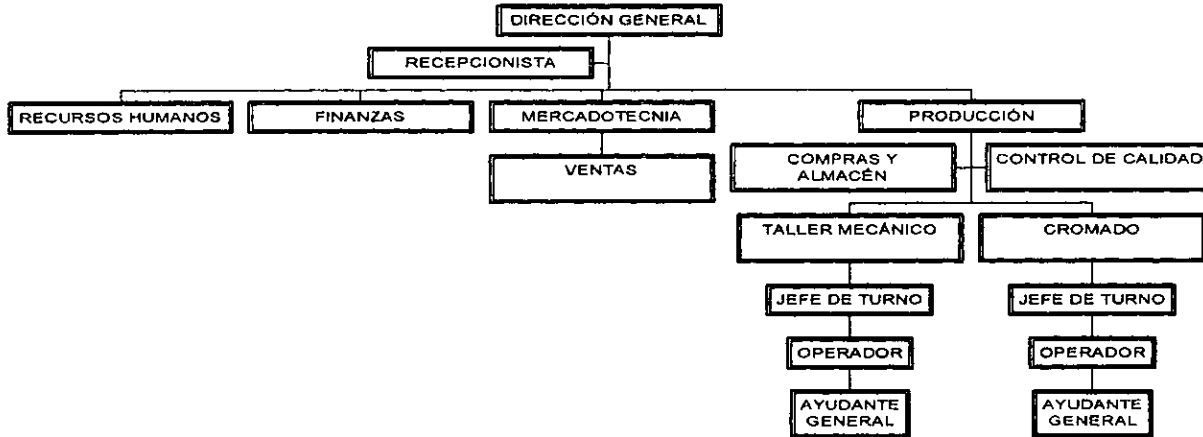 DIRECCIÓN GENERAL
RECEPCIONISTA
RECURSOS HUMANOS
FINANZAS
MERCADOTECNIA
PRODUCCIÓN
VENTAS
COMPRAS Y
ALMACÉN
CONTROL DE CALIDAD
TALLER MECÁNICO
CROMADO
JEFE DE TURNO
JEFE DE TURNO
OPERADOR
OPERADOR
AYUDANTE
GENERAL
AYUDANTE
GENERAL